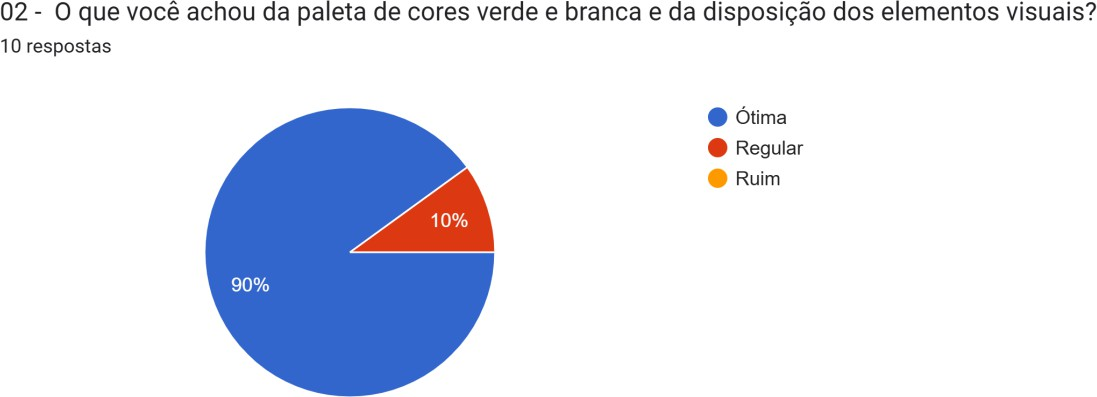 02 -  O que você achou da paleta de cores verde e branca e da disposição dos elementos visuais?
10 respostas
Ótima
Regular
Ruim
10%
90%